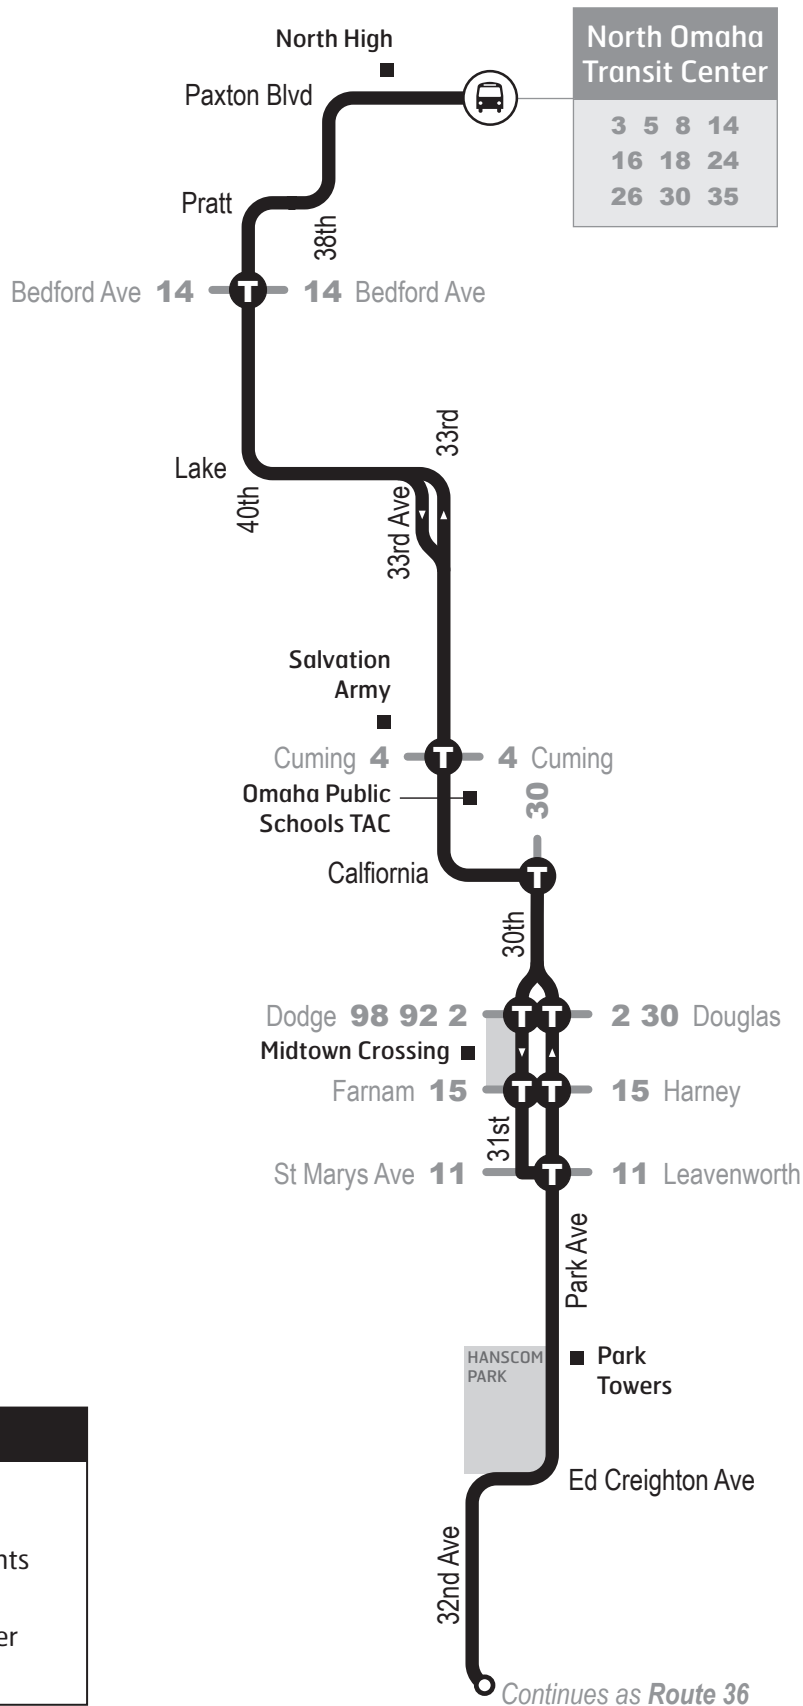 North High
North Omaha
Transit Center
Paxton Blvd
3 5 8 14
16 18 24
26 30 35
Pratt
38th
Bedford Ave 14 T 14 Bedford Ave
33rd
Lake
40th
33rd Ave
Salvation
Army
Cuming 4 T 4 Cuming
30
Omaha Public
Schools TAC
Calfiornia T
30th
Dodge 98 92 2 T T 2 30 Douglas
Midtown Crossing
Farnam 15 T T 15 Harney
31st
St Marys Ave 11 T 11 Leavenworth
Park Ave
HANSCOM
PARK
Park
Towers
Ed Creighton Ave
32nd Ave
nts
er
Continues as Route 36